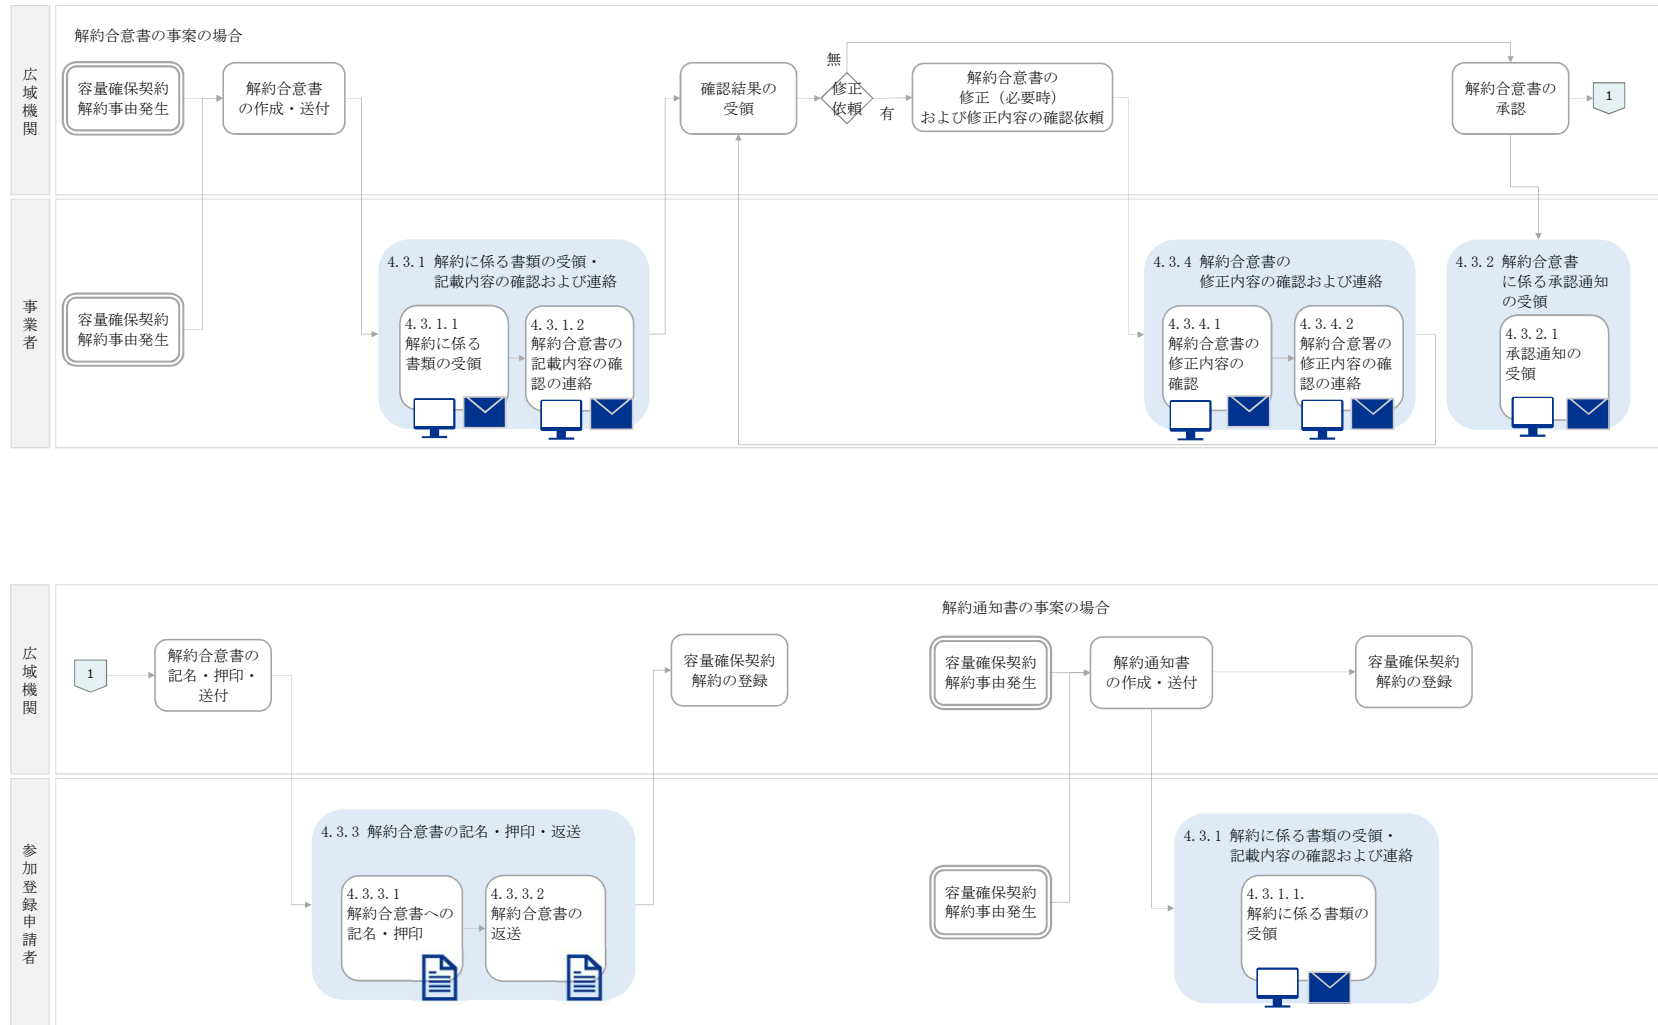 広域機関
解約合意書の事案の場合
容量確保契約
解約事由発生
解約合意書
の作成・送付
確認結果の
受領
無
修正
依頼
有
解約合意書の
修正（必要時）
および修正内容の確認依頼
解約合意書の
承認
1
事業者
容量確保契約
解約事由発生
4.3.1 解約に係る書類の受領・
記載内容の確認および連絡
4.3.1.1
解約に係る
書類の受領
4.3.1.2
解約合意書の
記載内容の確
認の連絡
4.3.4 解約合意書の
修正内容の確認および連絡
4.3.4.1
解約合意書の
修正内容の
確認
4.3.4.2
解約合意署の
修正内容の確
認の連絡
4.3.2 解約合意書
に係る承認通知
の受領
4.3.2.1
承認通知の
受領
広域機関
1
解約合意書の
記名・押印・
送付
容量確保契約
解約の登録
解約通知書の事案の場合
容量確保契約
解約事由発生
解約通知書
の作成・送付
容量確保契約
解約の登録
参加登録申請者
4.3.3 解約合意書の記名・押印・返送
4.3.3.1
解約合意書への
記名・押印
4.3.3.2
解約合意書の
返送
容量確保契約
解約事由発生
4.3.1 解約に係る書類の受領・
記載内容の確認および連絡
4.3.1.1.
解約に係る書類の
受領